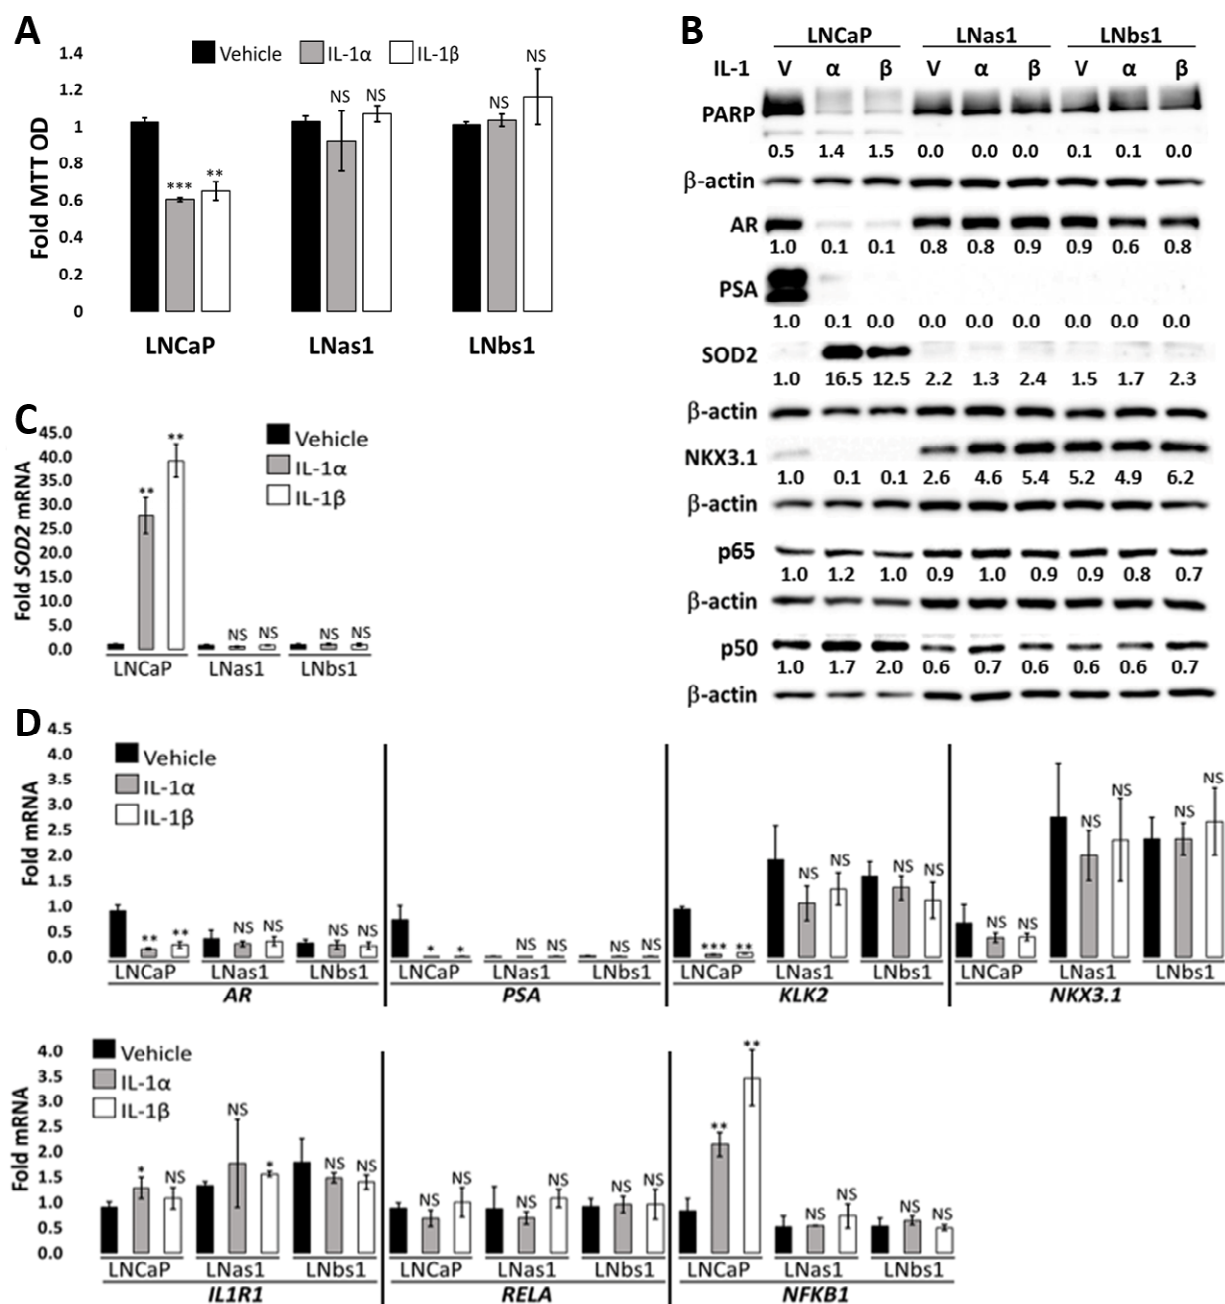 A
Vehicle IL-1α IL-1β
Fold MTT OD
1.4
1.2
1
0.8
0.6
0.4
0.2
0
*** **
NS NS
NS NS
LNCaP LNas1 LNbs1
B
LNCaP LNas1 LNbs1
IL-1 V α β V α β V α β
PARP
0.5 1.4 1.5 0.0 0.0 0.0 0.1 0.1 0.0
β-actin
AR
1.0 0.1 0.1 0.8 0.8 0.9 0.9 0.6 0.8
PSA
1.0 0.1 0.0 0.0 0.0 0.0 0.0 0.0 0.0
SOD2
1.0 16.5 12.5 2.2 1.3 2.4 1.5 1.7 2.3
β-actin
NKX3.1
1.0 0.1 0.1 2.6 4.6 5.4 5.2 4.9 6.2
β-actin
p65
1.0 1.2 1.0 0.9 1.0 0.9 0.9 0.8 0.7
β-actin
p50
1.0 1.7 2.0 0.6 0.7 0.6 0.6 0.6 0.7
β-actin
C
Fold SOD2 mRNA
45.0
40.0
35.0
30.0
25.0
20.0
15.0
10.0
5.0
0.0
Vehicle
IL-1α
IL-1β
** **
NS NS NS NS
LNCaP LNas1 LNbs1
D
Fold mRNA
4.5
4.0
3.5
3.0
2.5
2.0
1.5
1.0
0.5
0.0
Vehicle
IL-1α
IL-1β
** ** NS NS NS NS
LNCaP LNas1 LNbs1
AR
* * NS NS NS NS
LNCaP LNas1 LNbs1
PSA
*** ** NS NS NS NS
LNCaP LNas1 LNbs1
KLK2
NS NS NS NS NS NS
LNCaP LNas1 LNbs1
NKX3.1
Fold mRNA
4.0
3.5
3.0
2.5
2.0
1.5
1.0
0.5
0.0
Vehicle
IL-1α
IL-1β
* NS NS * NS NS
LNCaP LNas1 LNbs1
IL1R1
NS NS NS NS NS NS
LNCaP LNas1 LNbs1
RELA
** ** NS NS NS NS
LNCaP LNas1 LNbs1
NFKB1